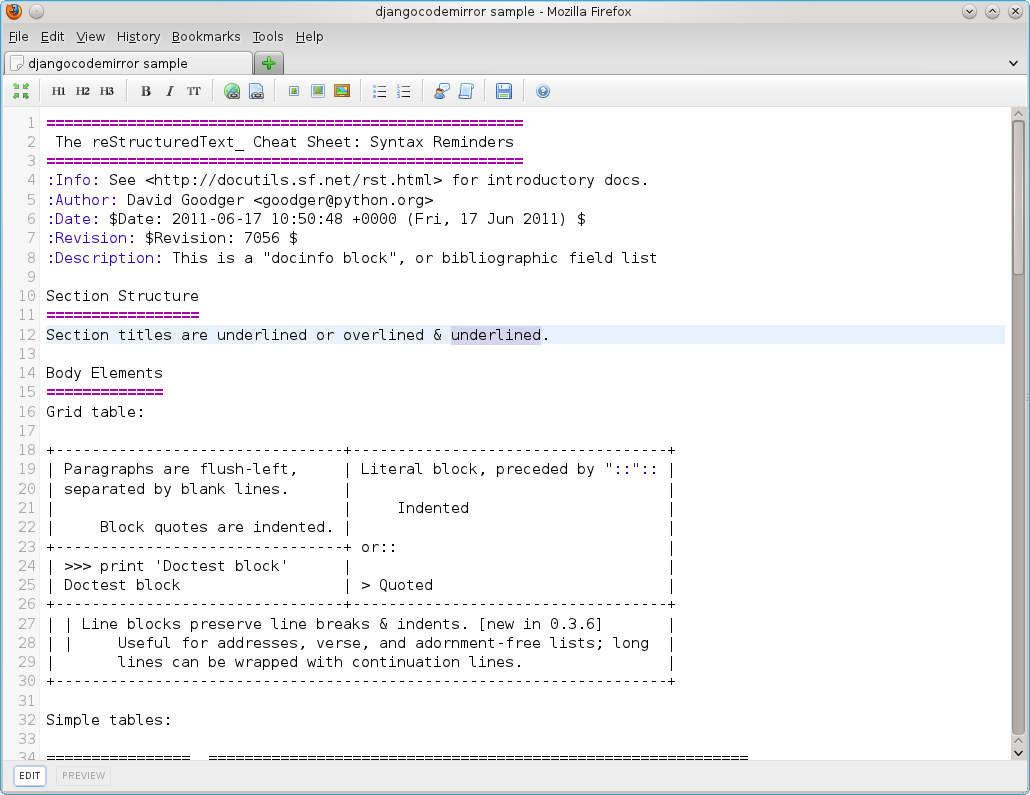 djangocodemirror sample - Mozilla Firefox
File Edit View History Bookmarks Tools Help
djangocodemirror sample
H1 H2 H3 B I TT
1 =====================================================
2  The reStructuredText_ Cheat Sheet: Syntax Reminders
3 =====================================================
4 :Info: See <http://docutils.sf.net/rst.html> for introductory docs.
5 :Author: David Goodger <goodger@python.org>
6 :Date: $Date: 2011-06-17 10:50:48 +0000 (Fri, 17 Jun 2011) $
7 :Revision: $Revision: 7056 $
8 :Description: This is a "docinfo block", or bibliographic field list
9
10 Section Structure
11 =================
12 Section titles are underlined or overlined & underlined.
13
14 Body Elements
15 =============
16 Grid table:
17
18 +--------------------------------+-----------------------------------+
19 | Paragraphs are flush-left,     | Literal block, preceded by "::":: |
20 | separated by blank lines.      |                                   |
21 |                                |     Indented                      |
22 |     Block quotes are indented. |                                   |
23 +--------------------------------+ or::                              |
24 | >>> print 'Doctest block'      |                                   |
25 | Doctest block                  | > Quoted                          |
26 +--------------------------------+-----------------------------------+
27 | | Line blocks preserve line breaks & indents. [new in 0.3.6]       |
28 | |     Useful for addresses, verse, and adornment-free lists; long  |
29 |       lines can be wrapped with continuation lines.                |
30 +--------------------------------------------------------------------+
31
32 Simple tables:
33
34 ================  ============================================================
EDIT PREVIEW